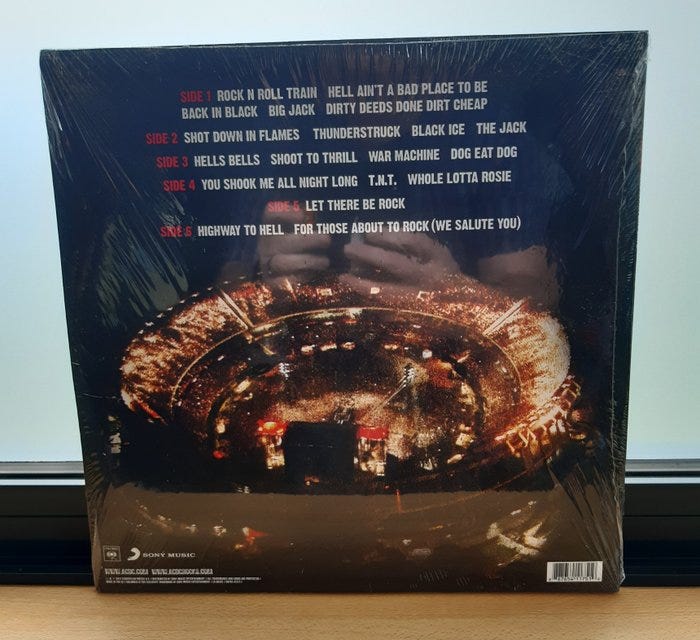 SIDE 1 ROCK N ROLL TRAIN HELL AIN'T A BAD PLACE TO BE
BACK IN BLACK BIG JACK DIRTY DEEDS DONE DIRT CHEAP
SIDE 2 SHOT DOWN IN FLAMES THUNDERSTRUCK BLACK ICE THE JACK
SIDE 3 HELLS BELLS SHOOT TO THRILL WAR MACHINE DOG EAT DOG
SIDE 4 YOU SHOOK ME ALL NIGHT LONG T.N.T. WHOLE LOTTA ROSIE
SIDE 5 LET THERE BE ROCK
SIDE 6 HIGHWAY TO HELL FOR THOSE ABOUT TO ROCK (WE SALUTE YOU)
SONY MUSIC